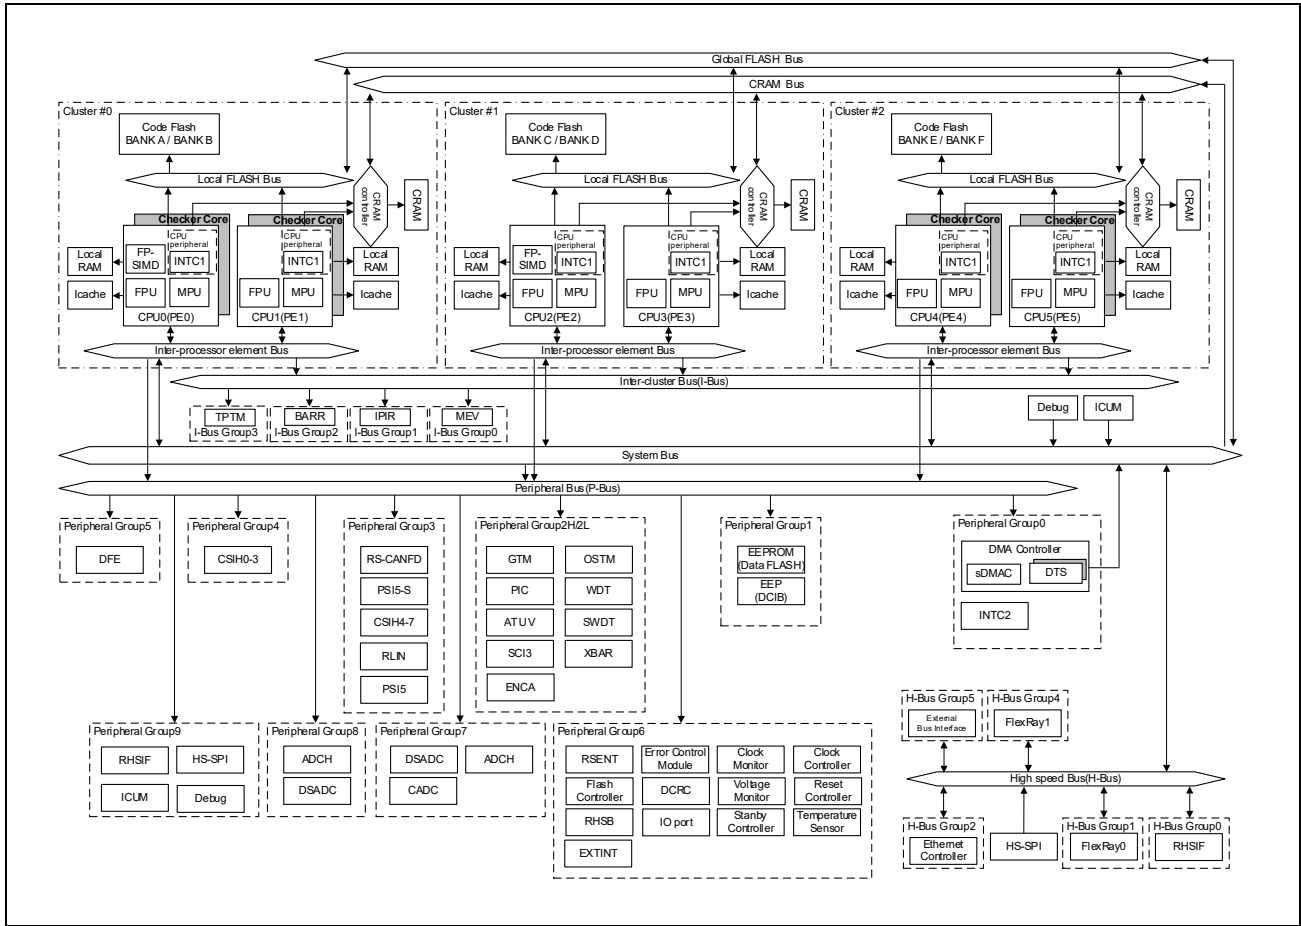 Global FLASH Bus
CRAM Bus
Cluster #0
Code Flash
BANK A / BANK B
Local FLASH Bus
CRAM
controller
CRAM
Checker Core
Checker Core
Local
RAM
Icache
FP-
SIMD
CPU
peripheral
INTC1
FPU
MPU
CPU0(PE0)
CPU
peripheral
INTC1
FPU
MPU
CPU1(PE1)
Local
RAM
Icache
Inter-processor element Bus
Cluster #1
Code Flash
BANK C / BANK D
Local FLASH Bus
CRAM
controller
CRAM
Local
RAM
Icache
FP-
SIMD
CPU
peripheral
INTC1
FPU
MPU
CPU2(PE2)
CPU
peripheral
INTC1
FPU
MPU
CPU3(PE3)
Local
RAM
Icache
Inter-processor element Bus
Cluster #2
Code Flash
BANK E / BANK F
Local FLASH Bus
CRAM
controller
CRAM
Checker Core
Checker Core
Local
RAM
Icache
CPU
peripheral
INTC1
FPU
MPU
CPU4(PE4)
CPU
peripheral
INTC1
FPU
MPU
CPU5(PE5)
Local
RAM
Icache
Inter-processor element Bus
Inter-cluster Bus(I-Bus)
TPTM
I-Bus Group3
BARR
I-Bus Group2
IPIR
I-Bus Group1
MEV
I-Bus Group0
Debug
ICUM
System Bus
Peripheral Bus(P-Bus)
Peripheral Group5
DFE
Peripheral Group4
CSIH0-3
Peripheral Group3
RS-CANFD
PSI5-S
CSIH4-7
RLIN
PSI5
Peripheral Group2H/2L
GTM
OSTM
PIC
WDT
ATUV
SWDT
SCI3
XBAR
ENCA
Peripheral Group1
EEPROM
(Data FLASH)
EEP
(DCIB)
Peripheral Group0
DMA Controller
sDMAC
DTS
INTC2
Peripheral Group9
RHSIF
HS-SPI
ICUM
Debug
Peripheral Group8
ADCH
DSADC
Peripheral Group7
DSADC
ADCH
CADC
Peripheral Group6
RSENT
Error Control
Module
Clock
Monitor
Clock
Controller
Flash
Controller
DCRC
Voltage
Monitor
Reset
Controller
RHSB
IO port
Stanby
Controller
Temperature
Sensor
EXTINT
H-Bus Group5
External
Bus Interface
H-Bus Group4
FlexRay1
High speed Bus(H-Bus)
H-Bus Group2
Ethernet
Controller
HS-SPI
H-Bus Group1
FlexRay0
H-Bus Group0
RHSIF